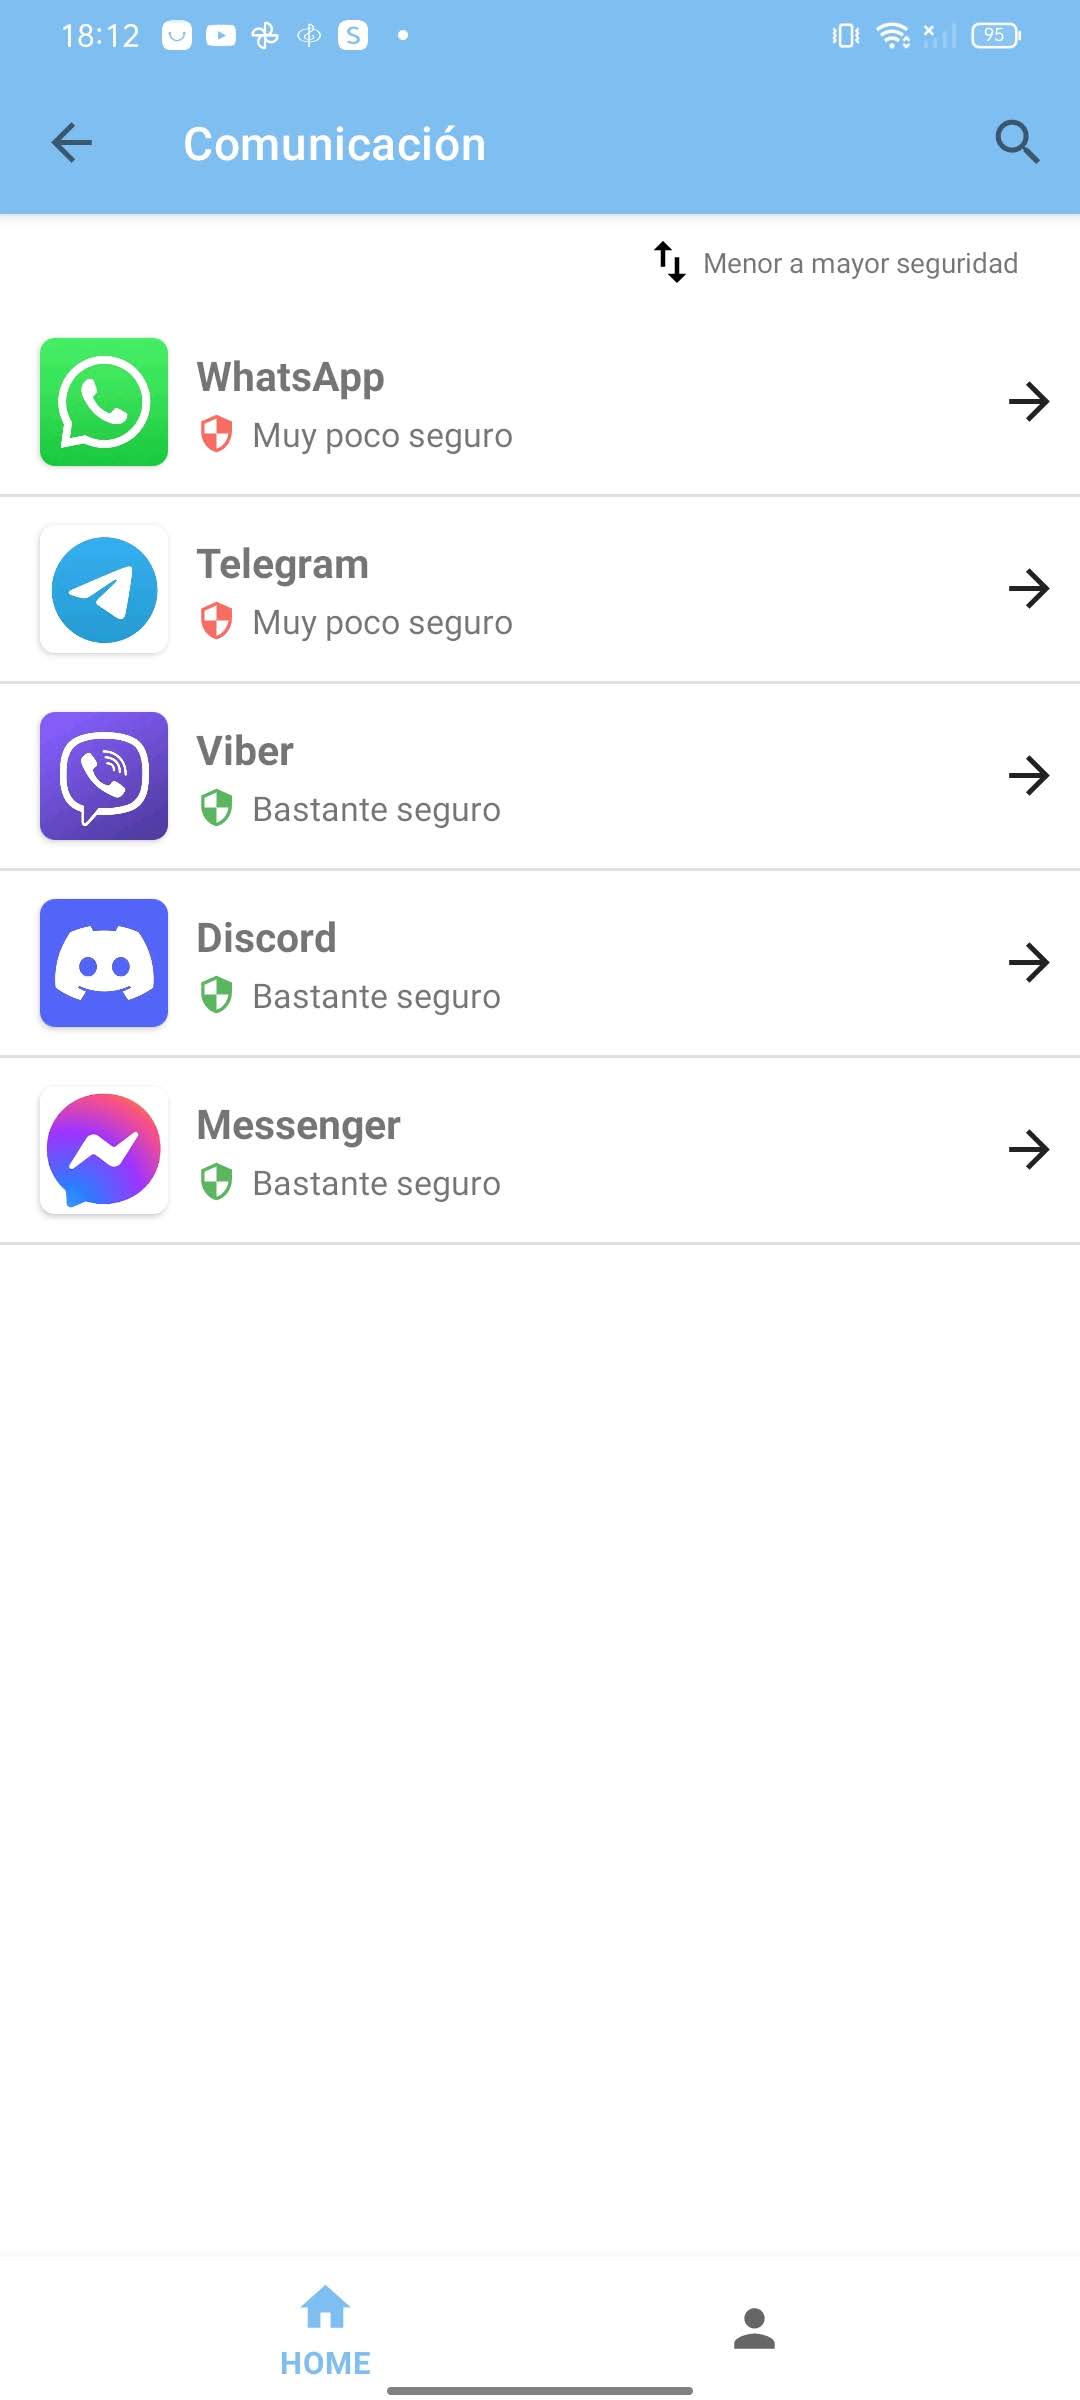 18:12
S
95
Comunicación
Menor a mayor seguridad
WhatsApp
Muy poco seguro
Telegram
Muy poco seguro
Viber
Bastante seguro
Discord
Bastante seguro
Messenger
Bastante seguro
HOME